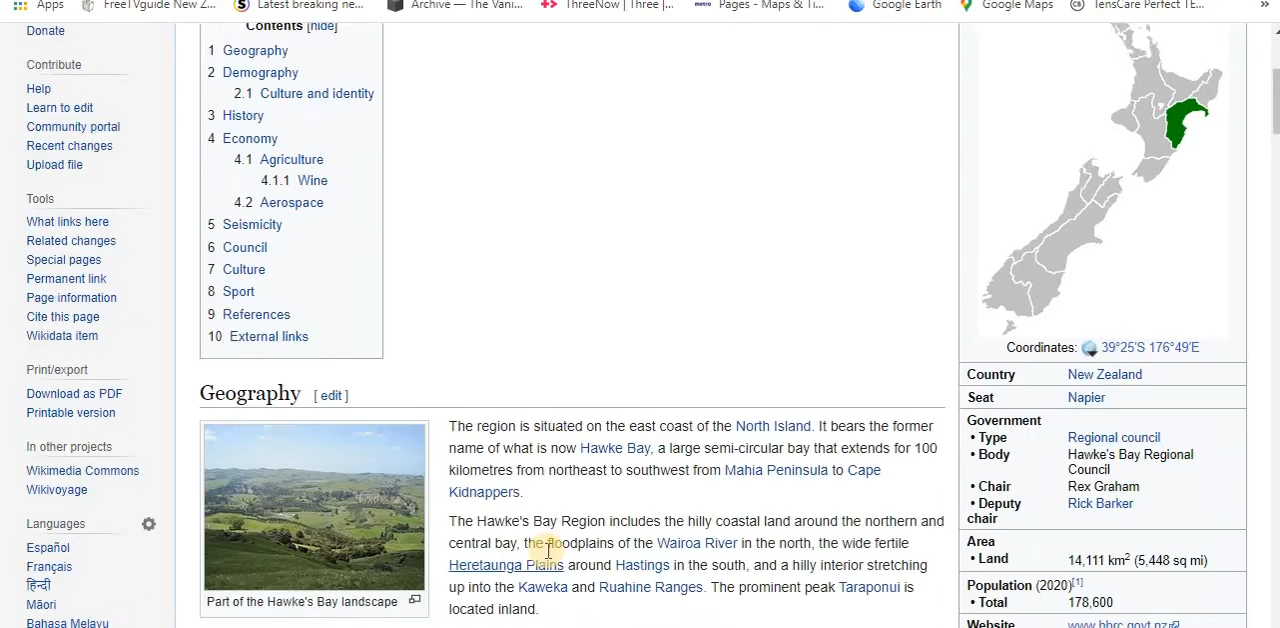 Apps
FreeTVguide New Z...
Latest breaking ne...
Archive — The Vani...
ThreeNow | Three |...
metro
Pages - Maps & Ti...
Google Earth
Google Maps
TensCare Perfect TE...
»
Donate
Contribute
Help
Learn to edit
Community portal
Recent changes
Upload file
Tools
What links here
Related changes
Special pages
Permanent link
Page information
Cite this page
Wikidata item
Print/export
Download as PDF
Printable version
In other projects
Wikimedia Commons
Wikivoyage
Languages
Español
Français
हिन्दी
Māori
Bahasa Melayu
Contents [hide]
1 Geography
2 Demography
2.1 Culture and identity
3 History
4 Economy
4.1 Agriculture
4.1.1 Wine
4.2 Aerospace
5 Seismicity
6 Council
7 Culture
8 Sport
9 References
10 External links
Geography [ edit ]
Part of the Hawke's Bay landscape
The region is situated on the east coast of the North Island. It bears the former
name of what is now Hawke Bay, a large semi-circular bay that extends for 100
kilometres from northeast to southwest from Mahia Peninsula to Cape
Kidnappers.
The Hawke's Bay Region includes the hilly coastal land around the northern and
central bay, the floodplains of the Wairoa River in the north, the wide fertile
Heretaunga Plains around Hastings in the south, and a hilly interior stretching
up into the Kaweka and Ruahine Ranges. The prominent peak Taraponui is
located inland.
Coordinates: 39°25′S 176°49′E
Country New Zealand
Seat Napier
Government
• Type Regional council
• Body Hawke's Bay Regional
Council
• Chair Rex Graham
• Deputy Rick Barker
chair
Area
• Land 14,111 km2 (5,448 sq mi)
Population (2020)[1]
• Total 178,600
Website www.hbrc.govt.nz